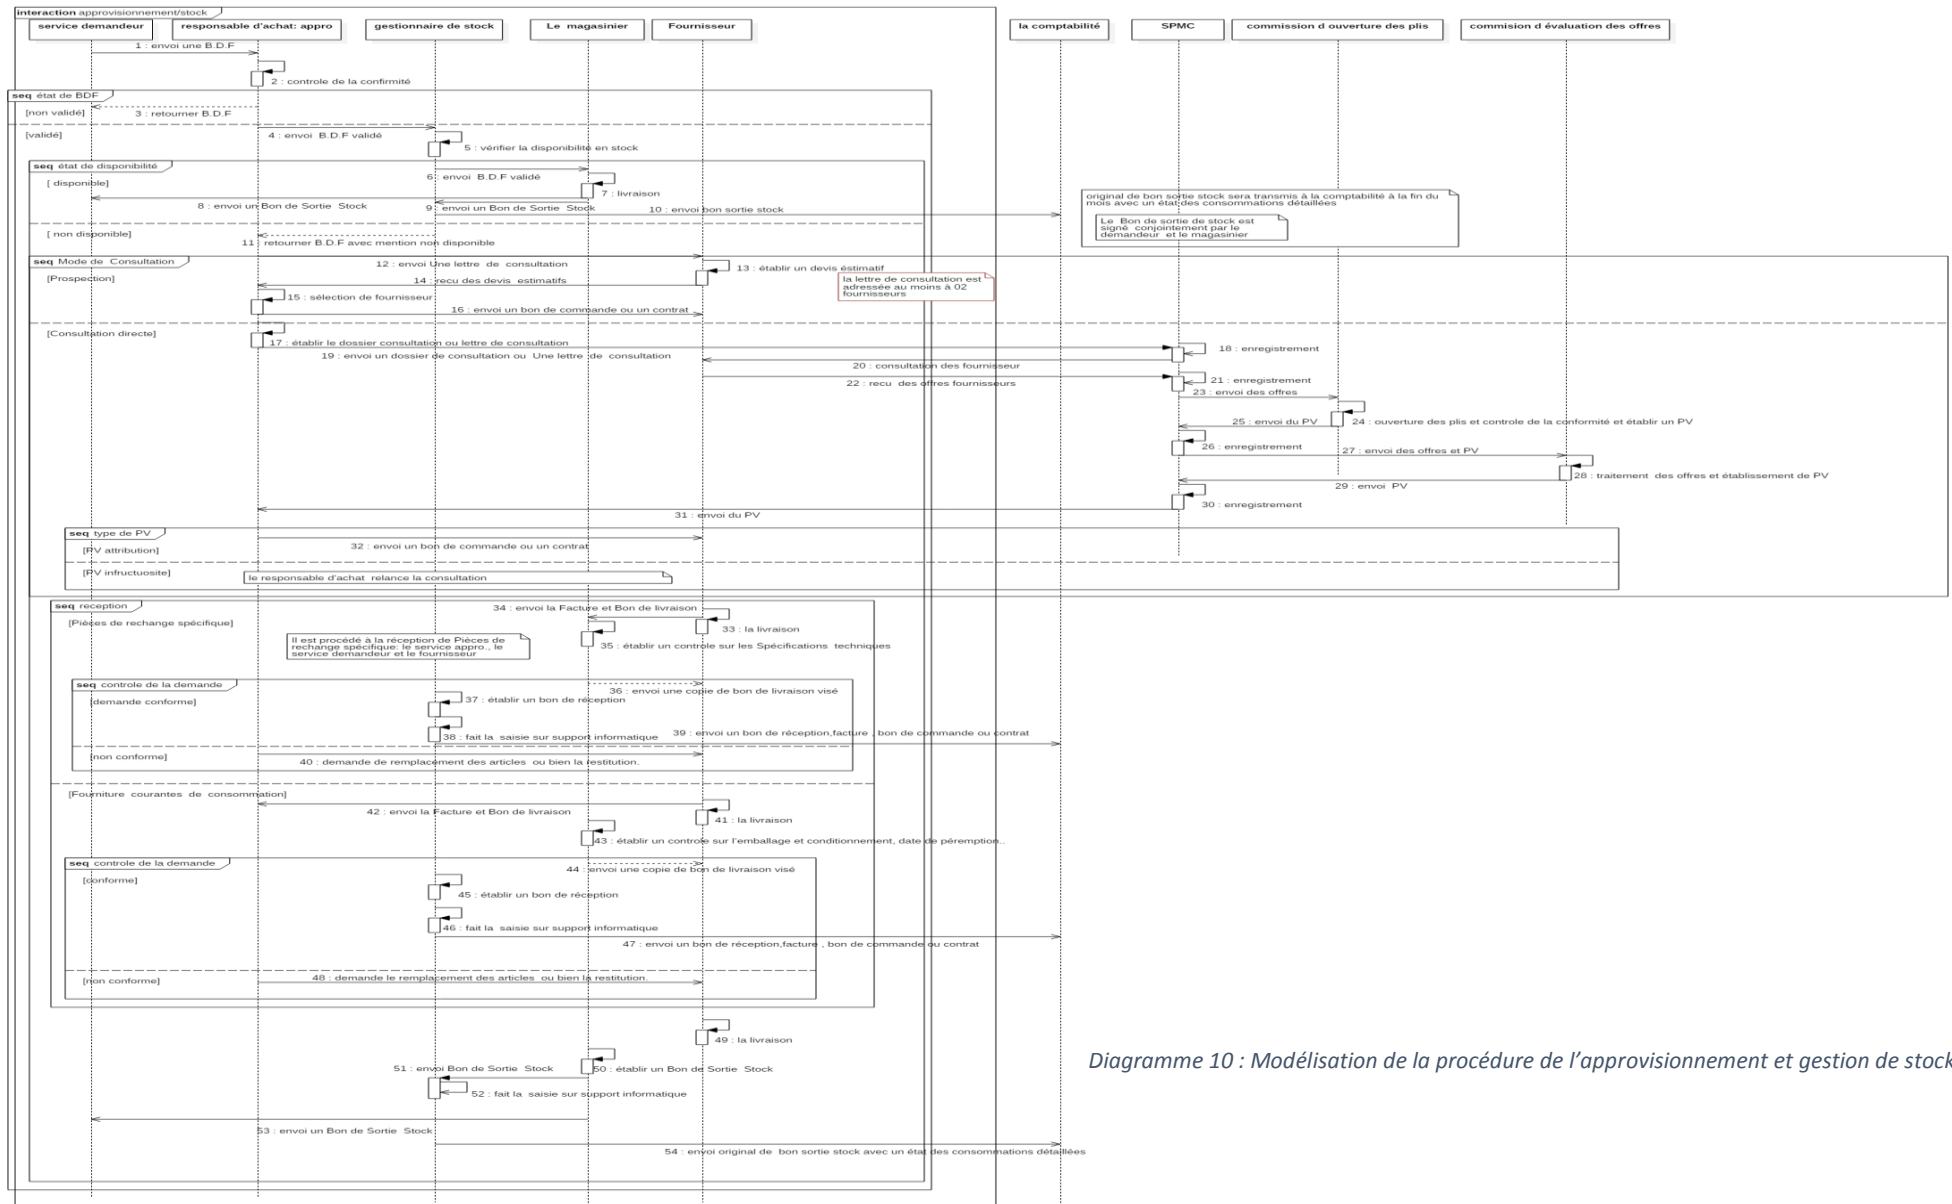 interaction approvisionnement/stock
service demandeur
responsable d'achat: appro
gestionnaire de stock
Le magasinier
Fournisseur
la comptabilité
SPMC
commission d ouverture des plis
commision d évaluation des offres
1 : envoi une B.D.F
2 : controle de la confirmité
seq état de BDF
[non validé]
3 : retourner B.D.F
[validé]
4 : envoi B.D.F validé
5 : vérifier la disponibilité en stock
seq état de disponibilité
6 : envoi B.D.F validé
[ disponible]
7 : livraison
8 : envoi un Bon de Sortie Stock
9 : envoi un Bon de Sortie Stock
10 : envoi bon sortie stock
original de bon sortie stock sera transmis à la comptabilité à la fin du
mois avec un état des consommations détaillées
Le Bon de sortie de stock est
signé conjointement par le
demandeur et le magasinier
[ non disponible]
11 : retourner B.D.F avec mention non disponible
seq Mode de Consultation
12 : envoi Une lettre de consultation
13 : établir un devis éstimatif
[Prospection]
14 : recu des devis estimatifs
la lettre de consultation est
adressée au moins à 02
fournisseurs
15 : sélection de fournisseur
16 : envoi un bon de commande ou un contrat
[Consultation directe]
17 : établir le dossier consultation ou lettre de consultation
18 : enregistrement
19 : envoi un dossier de consultation ou Une lettre de consultation
20 : consultation des fournisseur
21 : enregistrement
22 : recu des offres fournisseurs
23 : envoi des offres
24 : ouverture des plis et controle de la conformité et établir un PV
25 : envoi du PV
26 : enregistrement
27 : envoi des offres et PV
28 : traitement des offres et établissement de PV
29 : envoi PV
30 : enregistrement
31 : envoi du PV
seq type de PV
32 : envoi un bon de commande ou un contrat
[PV attribution]
[PV infructuosite]
le responsable d'achat relance la consultation
seq reception
34 : envoi la Facture et Bon de livraison
[Pièces de rechange spécifique]
33 : la livraison
Il est procédé à la réception de Pièces de
rechange spécifique: le service appro., le
service demandeur et le fournisseur
35 : établir un controle sur les Spécifications techniques
seq controle de la demande
36 : envoi une copie de bon de livraison visé
[demande conforme]
37 : établir un bon de réception
38 : fait la saisie sur support informatique
39 : envoi un bon de réception,facture , bon de commande ou contrat
[non conforme]
40 : demande de remplacement des articles ou bien la restitution.
[Fourniture courantes de consommation]
42 : envoi la Facture et Bon de livraison
41 : la livraison
43 : établir un controle sur l'emballage et conditionnement, date de péremption..
seq controle de la demande
44 : envoi une copie de bon de livraison visé
[conforme]
45 : établir un bon de réception
46 : fait la saisie sur support informatique
47 : envoi un bon de réception,facture , bon de commande ou contrat
48 : demande le remplacement des articles ou bien la restitution.
[non conforme]
49 : la livraison
51 : envoi Bon de Sortie Stock
50 : établir un Bon de Sortie Stock
52 : fait la saisie sur support informatique
53 : envoi un Bon de Sortie Stock
54 : envoi original de bon sortie stock avec un état des consommations détaillées
Diagramme 10 : Modélisation de la procédure de l'approvisionnement et gestion de stock